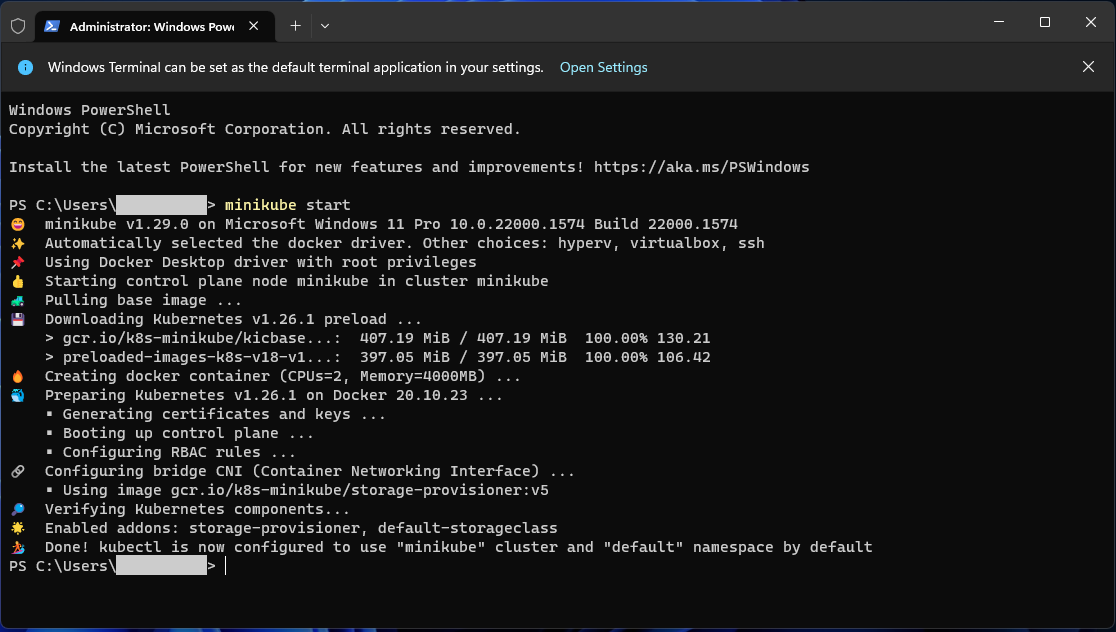 Administrator: Windows Powe
Windows Terminal can be set as the default terminal application in your settings. Open Settings
Windows PowerShell
Copyright (C) Microsoft Corporation. All rights reserved.
Install the latest PowerShell for new features and improvements! https://aka.ms/PSWindows
PS C:\Users\ > minikube start
minikube v1.29.0 on Microsoft Windows 11 Pro 10.0.22000.1574 Build 22000.1574
Automatically selected the docker driver. Other choices: hyperv, virtualbox, ssh
Using Docker Desktop driver with root privileges
Starting control plane node minikube in cluster minikube
Pulling base image ...
Downloading Kubernetes v1.26.1 preload ...
> gcr.io/k8s-minikube/kicbase...:  407.19 MiB / 407.19 MiB  100.00% 130.21
> preloaded-images-k8s-v18-v1...:  397.05 MiB / 397.05 MiB  100.00% 106.42
Creating docker container (CPUs=2, Memory=4000MB) ...
Preparing Kubernetes v1.26.1 on Docker 20.10.23 ...
▪ Generating certificates and keys ...
▪ Booting up control plane ...
▪ Configuring RBAC rules ...
Configuring bridge CNI (Container Networking Interface) ...
▪ Using image gcr.io/k8s-minikube/storage-provisioner:v5
Verifying Kubernetes components...
Enabled addons: storage-provisioner, default-storageclass
Done! kubectl is now configured to use "minikube" cluster and "default" namespace by default
PS C:\Users\ >